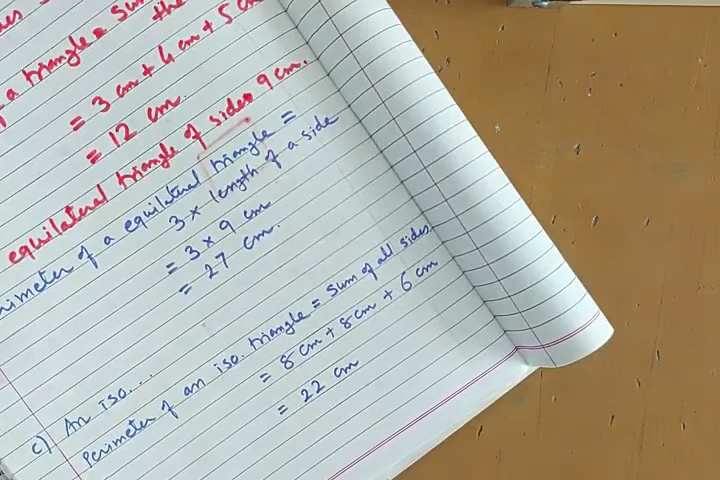 a triangle = sum the
= 3 cm + 4 cm + 5 cm
= 12 cm.
equilateral triangle of sides 9 cm.
of a equilateral triangle =
3 × length of a side
= 3 × 9 cm
= 27 cm.
c) An iso...
Perimeter of an iso. triangle = sum of all sides.
= 8 cm + 8 cm + 6 cm
= 22 cm